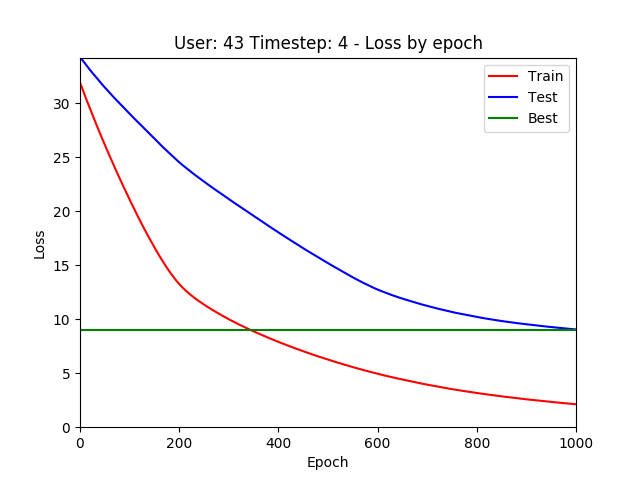 User: 43 Timestep: 4 - Loss by epoch
Train
Test
Best
30
25
20
15
10
5
0
Loss
0 200 400 600 800 1000
Epoch